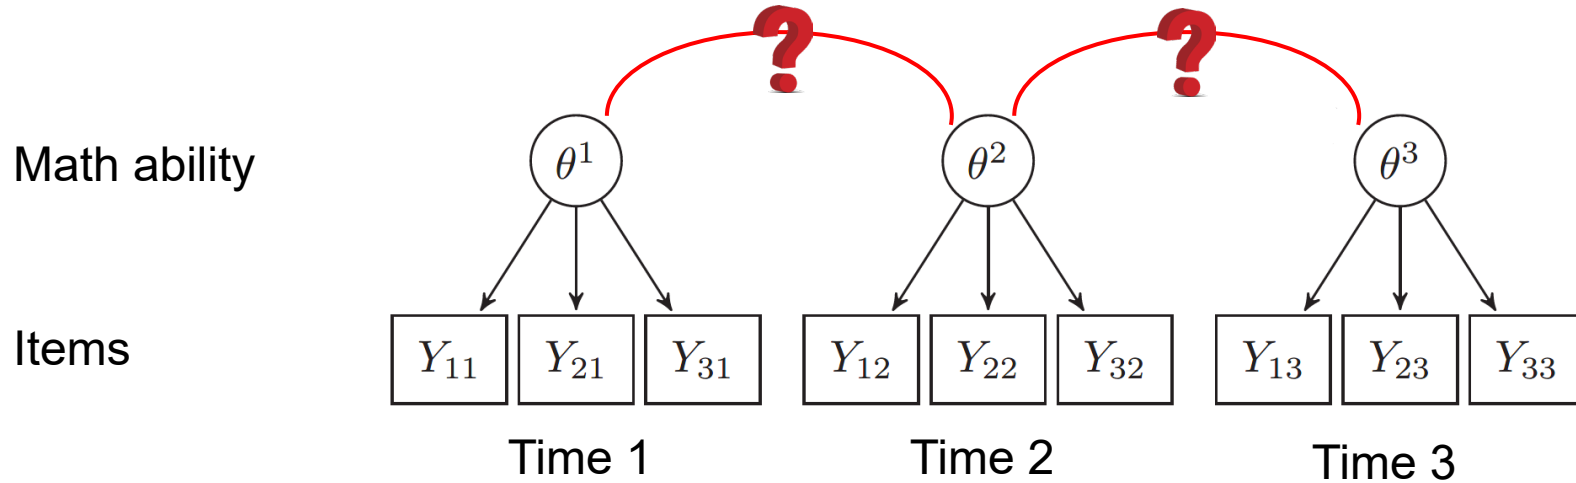 ? ?
Math ability θ¹ θ² θ³
Items Y₁₁ Y₂₁ Y₃₁ Y₁₂ Y₂₂ Y₃₂ Y₁₃ Y₂₃ Y₃₃
Time 1 Time 2 Time 3